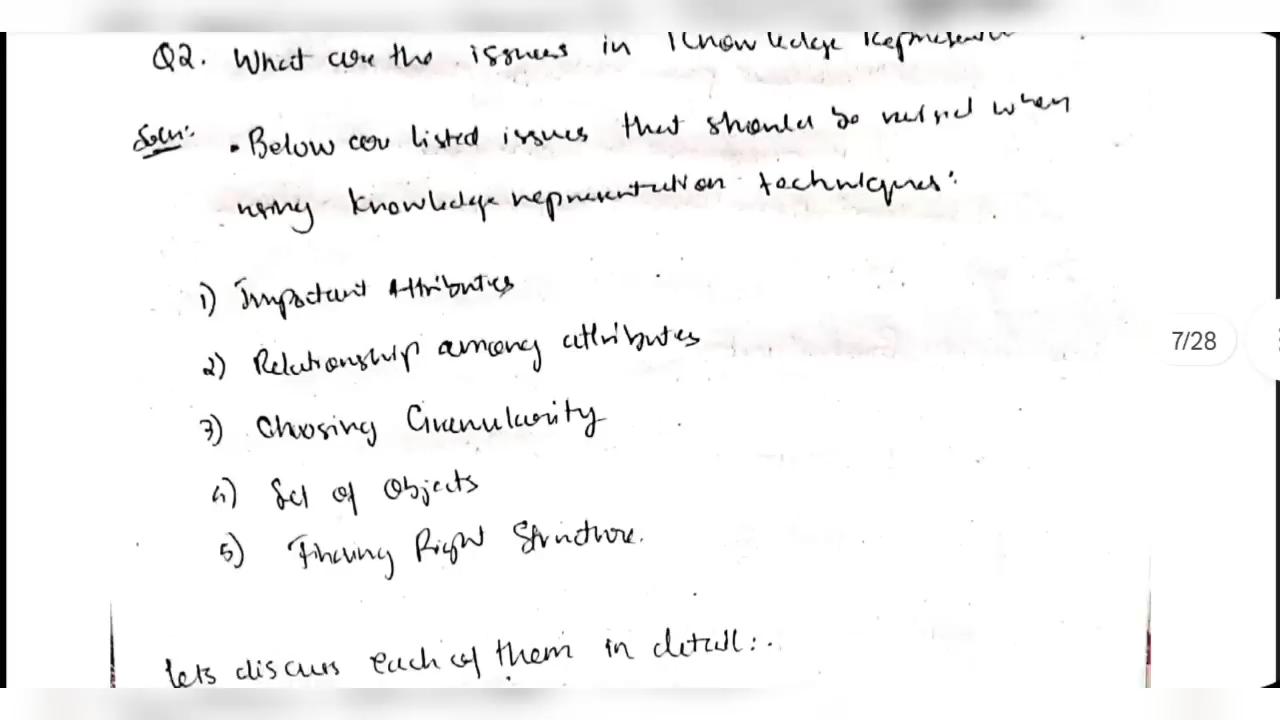 Q2. What are the issues in Knowledge
Soln: • Below are listed issues that should be raised when
using knowledge representation techniques:
1) Important Attributes
2) Relationship among attributes
3) Choosing Granularity
4) Set of Objects
5) Finding Right Structure.
7/28
lets discuss each of them in detail:.